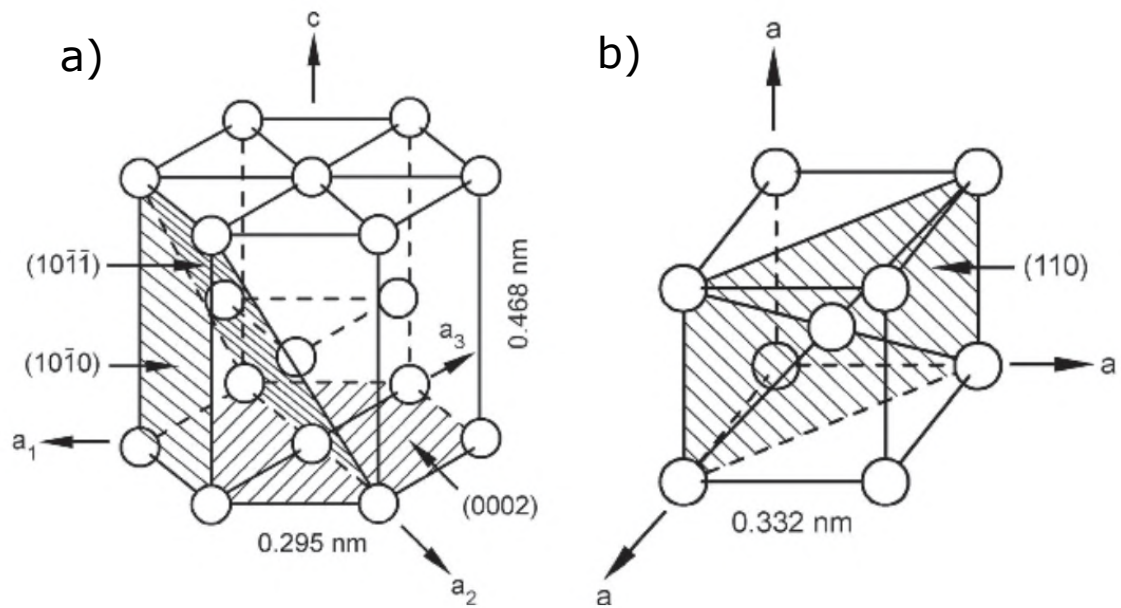 a)
c
(101̄1̄)
(101̄0)
a₁
a₂
a₃
0.468 nm
(0002)
0.295 nm
b)
a
(110)
a
0.332 nm
a